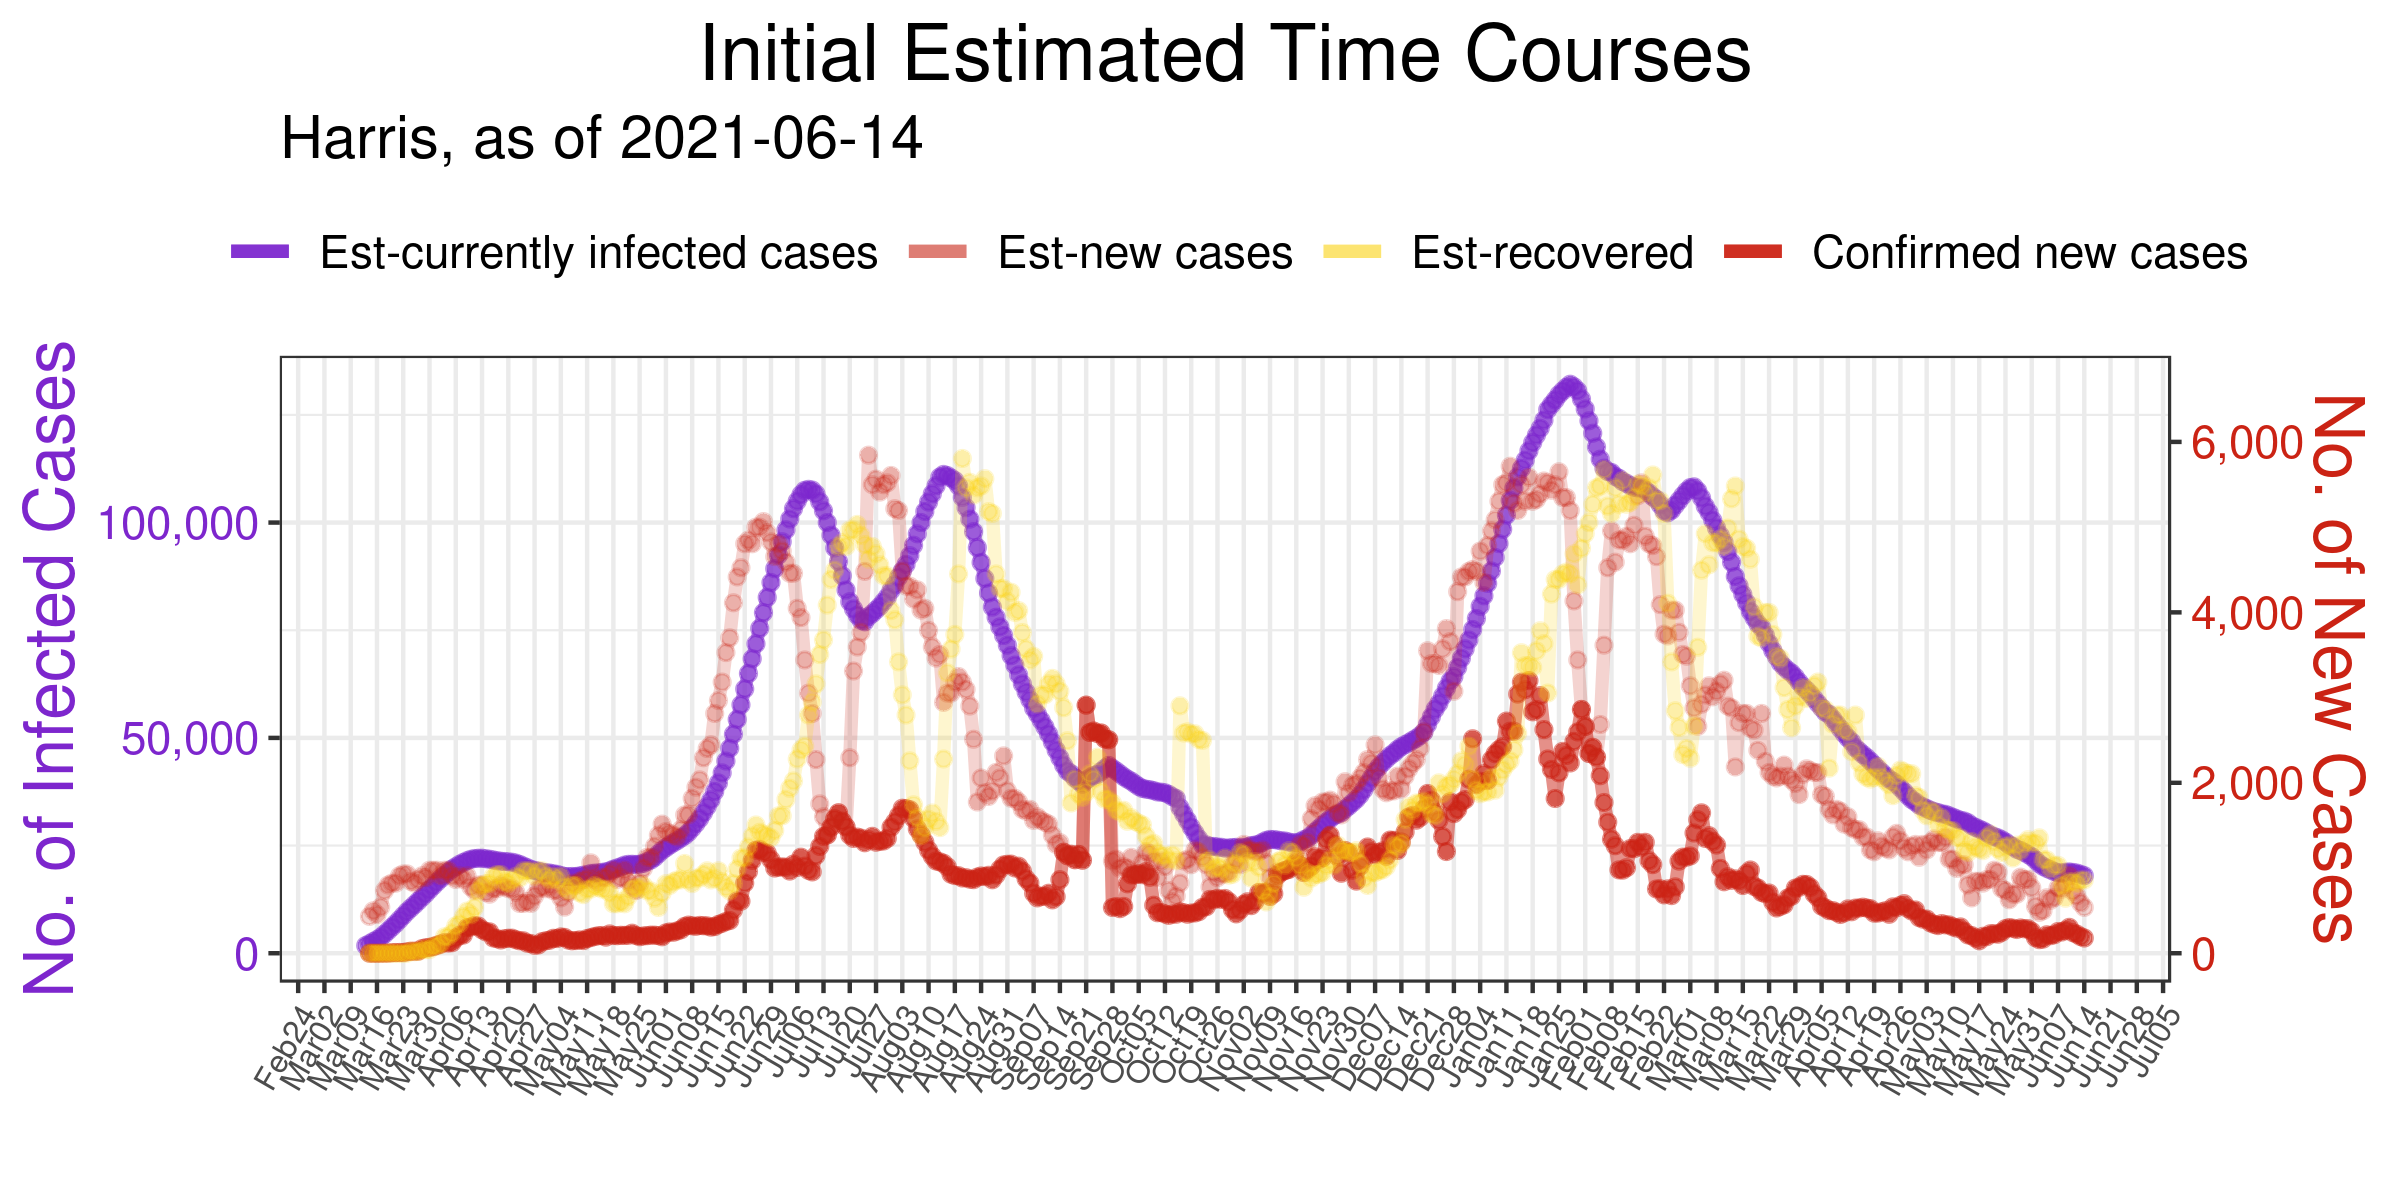 Initial Estimated Time Courses
Harris, as of 2021-06-14
Est-currently infected cases Est-new cases Est-recovered Confirmed new cases
No. of Infected Cases
100,000
50,000
0
6,000
4,000
2,000
0
No. of New Cases
Feb24 Mar02 Mar09 Mar16 Mar23 Mar30 Apr06 Apr13 Apr20 Apr27 May04 May11 May18 May25 Jun01 Jun08 Jun15 Jun22 Jun29 Jul06 Jul13 Jul20 Jul27 Aug03 Aug10 Aug17 Aug24 Aug31 Sep07 Sep14 Sep21 Sep28 Oct05 Oct12 Oct19 Oct26 Nov02 Nov09 Nov16 Nov23 Nov30 Dec07 Dec14 Dec21 Dec28 Jan04 Jan11 Jan18 Jan25 Feb01 Feb08 Feb15 Feb22 Mar01 Mar08 Mar15 Mar22 Mar29 Apr05 Apr12 Apr19 Apr26 May03 May10 May17 May24 May31 Jun07 Jun14 Jun21 Jun28 Jul05